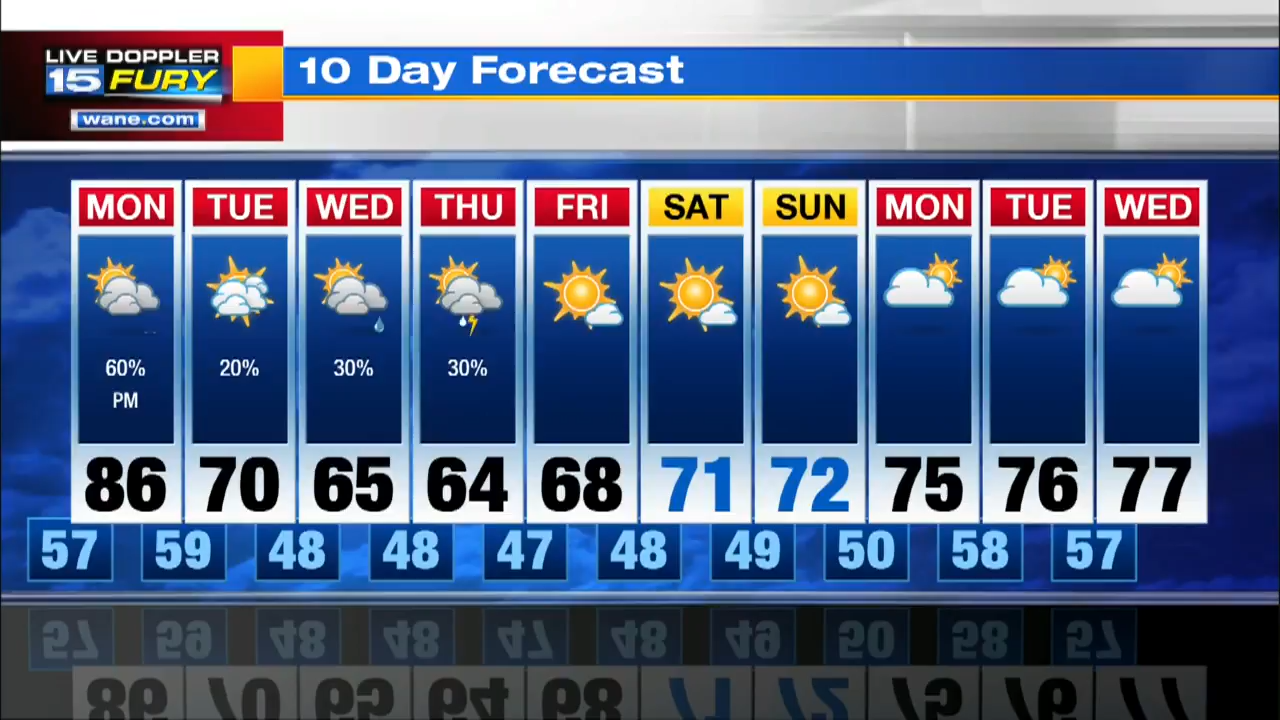 LIVE DOPPLER
15 FURY
wane.com
10 Day Forecast
MON TUE WED THU FRI SAT SUN MON TUE WED
60% 20% 30% 30%
PM
86 70 65 64 68 71 72 75 76 77
57 59 48 48 47 48 49 50 58 57